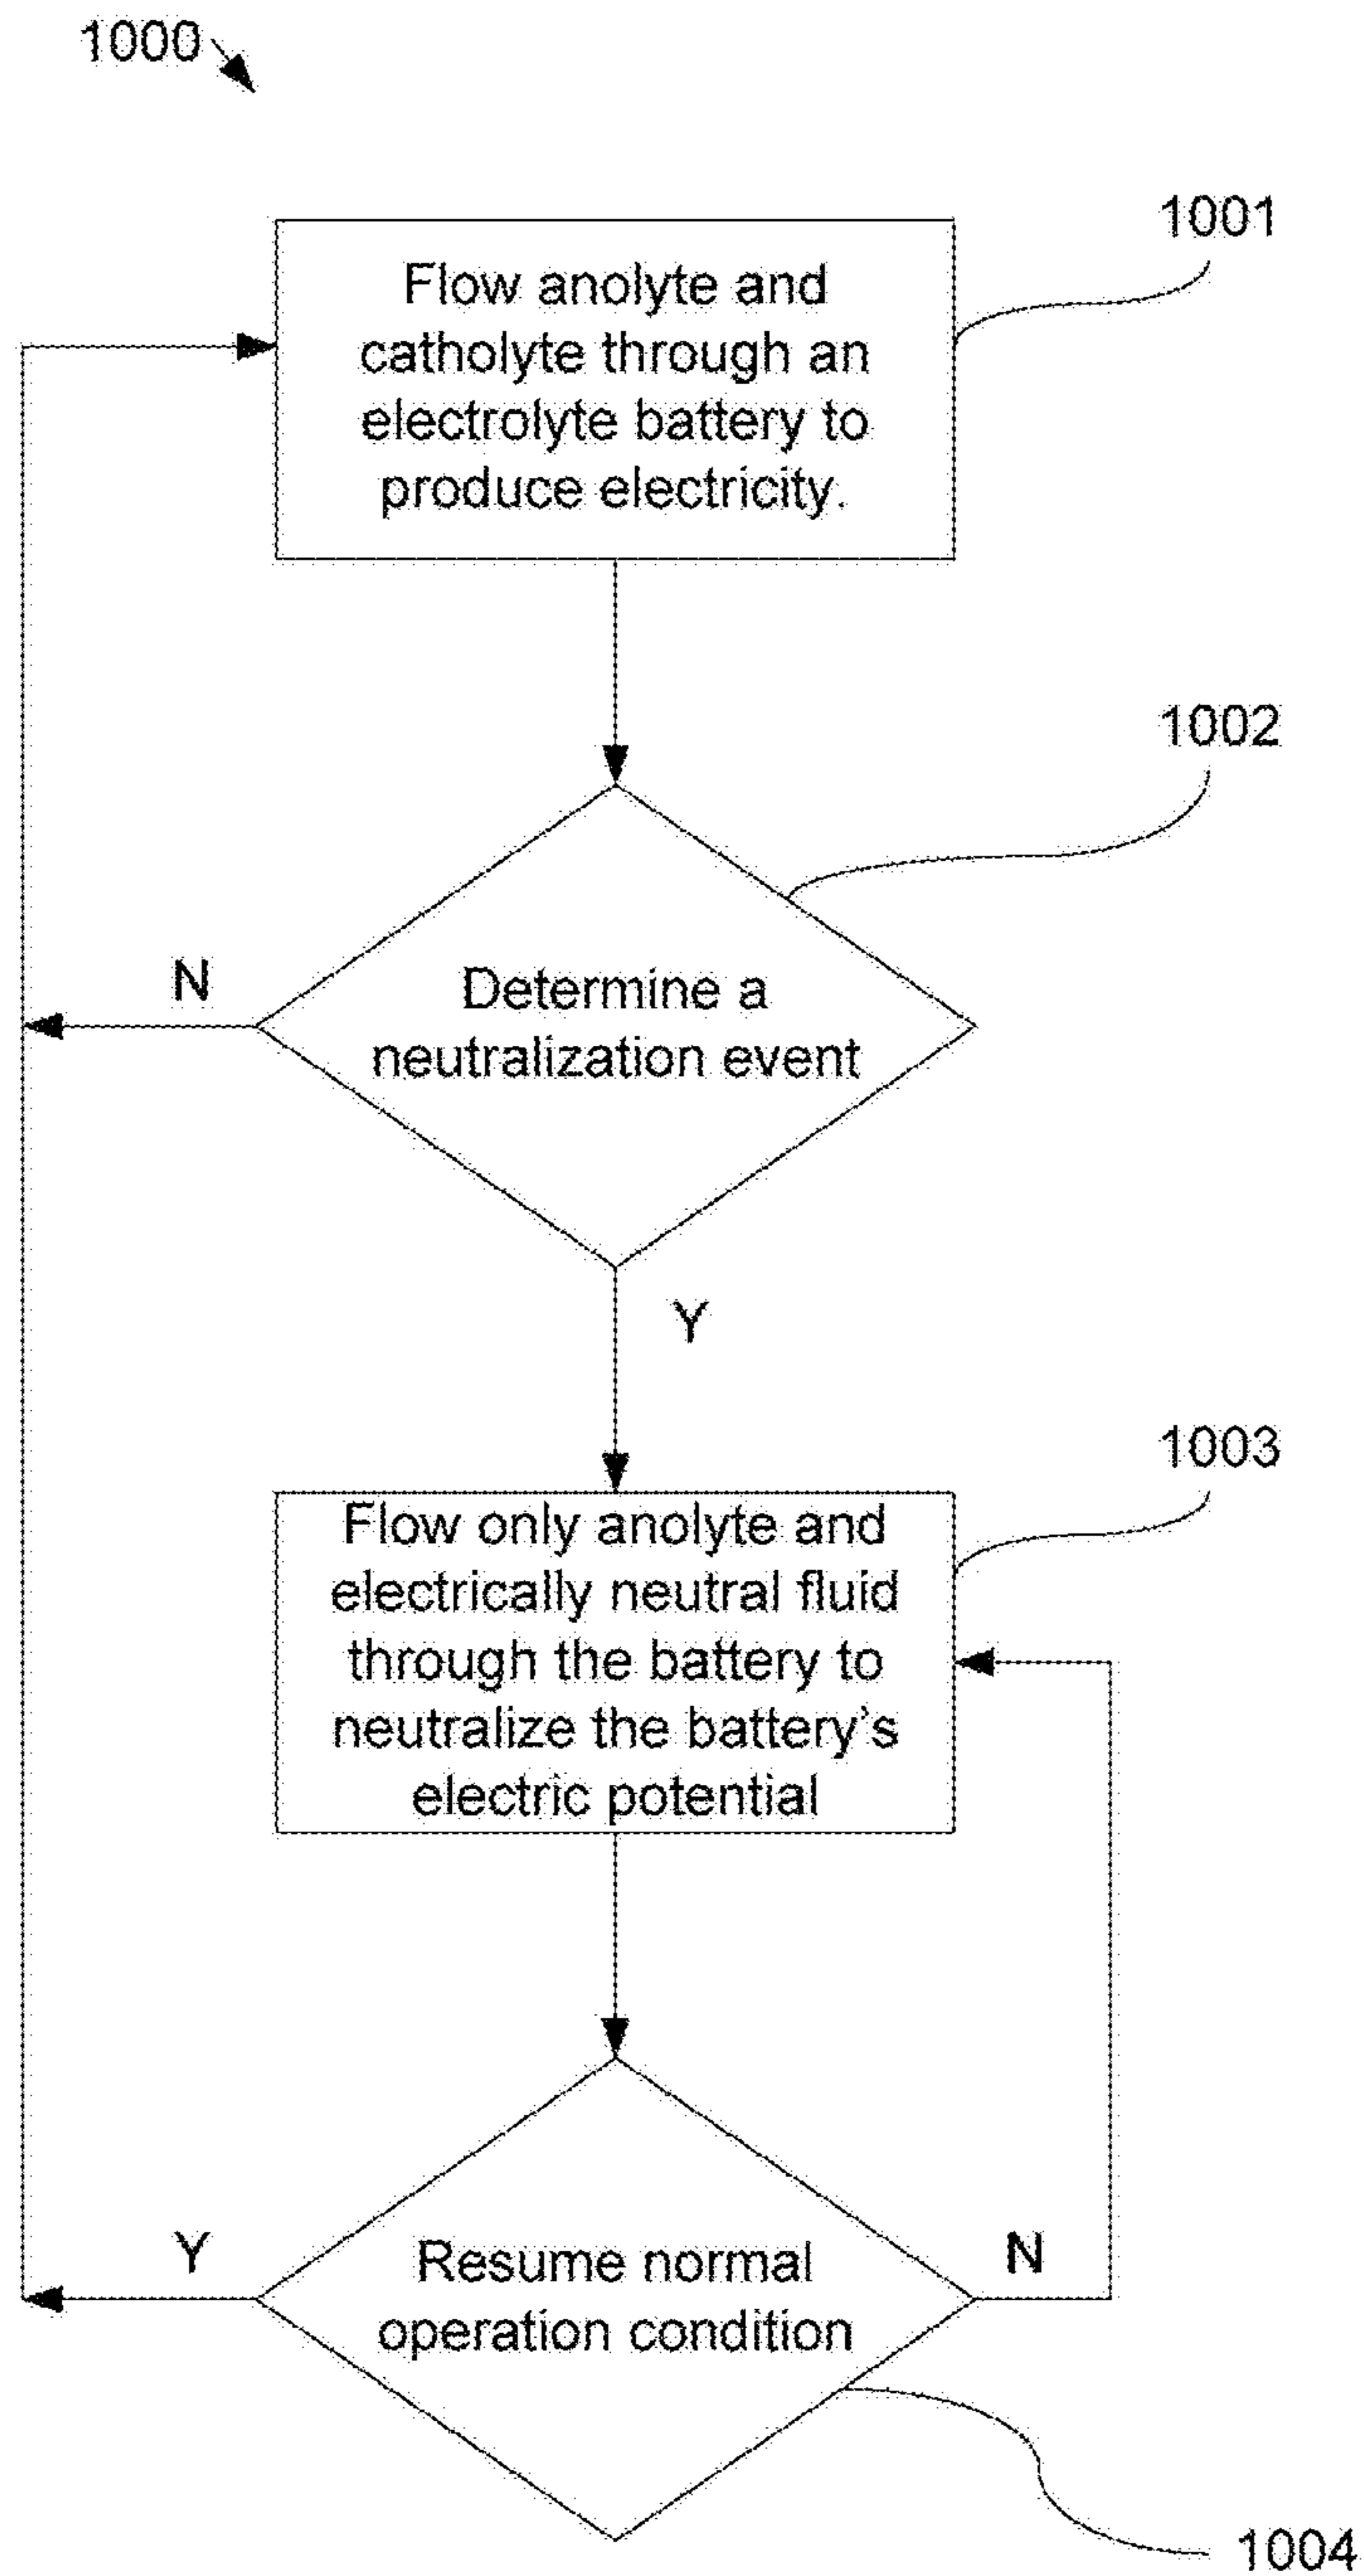 1000
1001
Flow anolyte and
catholyte through an
electrolyte battery to
produce electricity.
1002
N
Determine a
neutralization event
Y
1003
Flow only anolyte and
electrically neutral fluid
through the battery to
neutralize the battery's
electric potential
Y
Resume normal
operation condition
N
1004